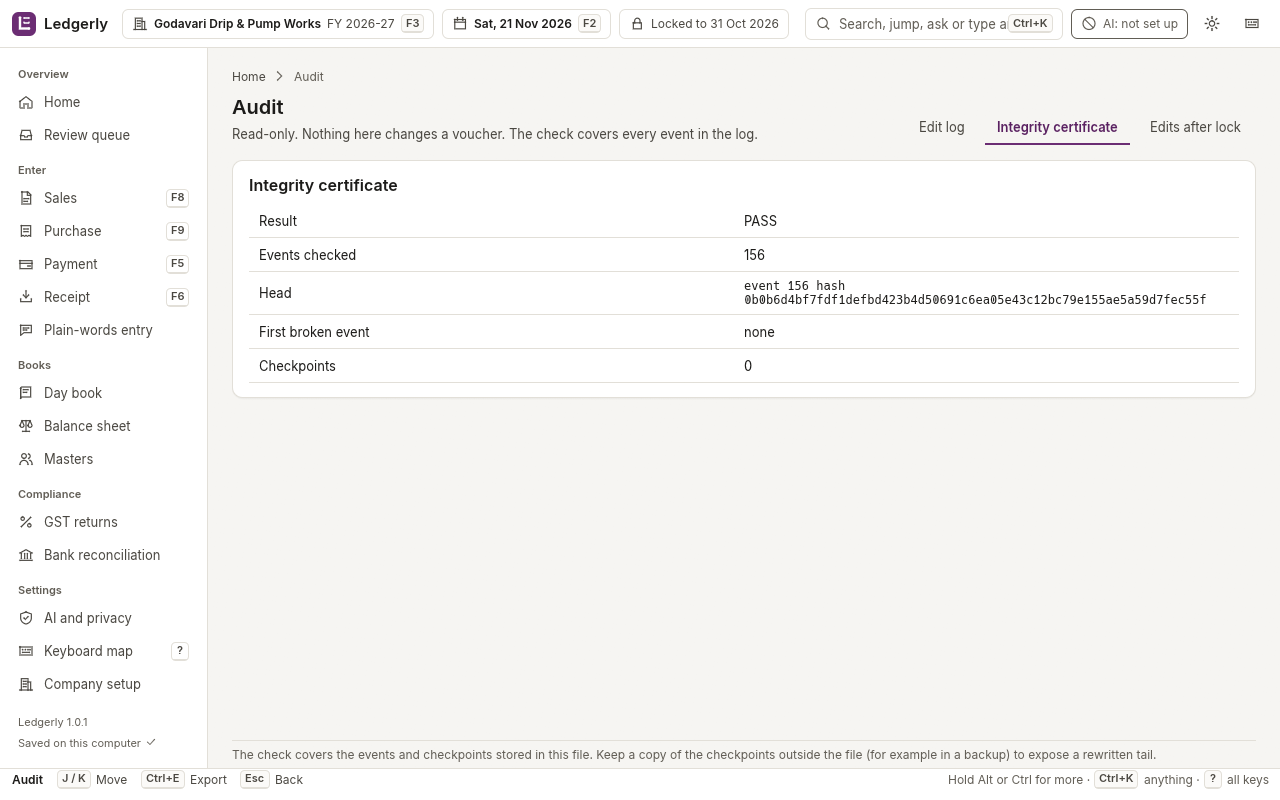 Ledgerly
Godavari Drip & Pump Works FY 2026-27 F3
Sat, 21 Nov 2026 F2
Locked to 31 Oct 2026
Search, jump, ask or type a Ctrl+K
AI: not set up
Overview
Home
Review queue
Enter
Sales F8
Purchase F9
Payment F5
Receipt F6
Plain-words entry
Books
Day book
Balance sheet
Masters
Compliance
GST returns
Bank reconciliation
Settings
AI and privacy
Keyboard map ?
Company setup
Ledgerly 1.0.1
Saved on this computer
Home Audit
Audit
Read-only. Nothing here changes a voucher. The check covers every event in the log.
Edit log Integrity certificate Edits after lock
Integrity certificate
Result PASS
Events checked 156
Head event 156 hash
0b0b6d4bf7fdf1defbd423b4d50691c6ea05e43c12bc79e155ae5a59d7fec55f
First broken event none
Checkpoints 0
The check covers the events and checkpoints stored in this file. Keep a copy of the checkpoints outside the file (for example in a backup) to expose a rewritten tail.
Audit J / K Move Ctrl+E Export Esc Back
Hold Alt or Ctrl for more · Ctrl+K anything · ? all keys